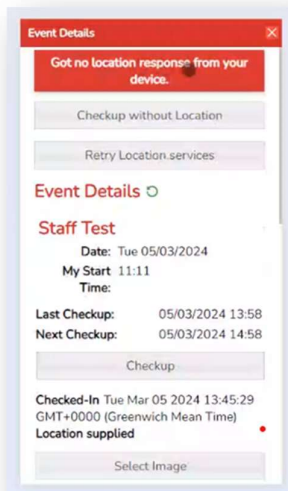 Event Details
Got no location response from your
device.
Checkup without Location
Retry Location services
Event Details
Staff Test
Date: Tue 05/03/2024
My Start 11:11
Time:
Last Checkup: 05/03/2024 13:58
Next Checkup: 05/03/2024 14:58
Checkup
Checked-In Tue Mar 05 2024 13:45:29
GMT+0000 (Greenwich Mean Time)
Location supplied
Select Image